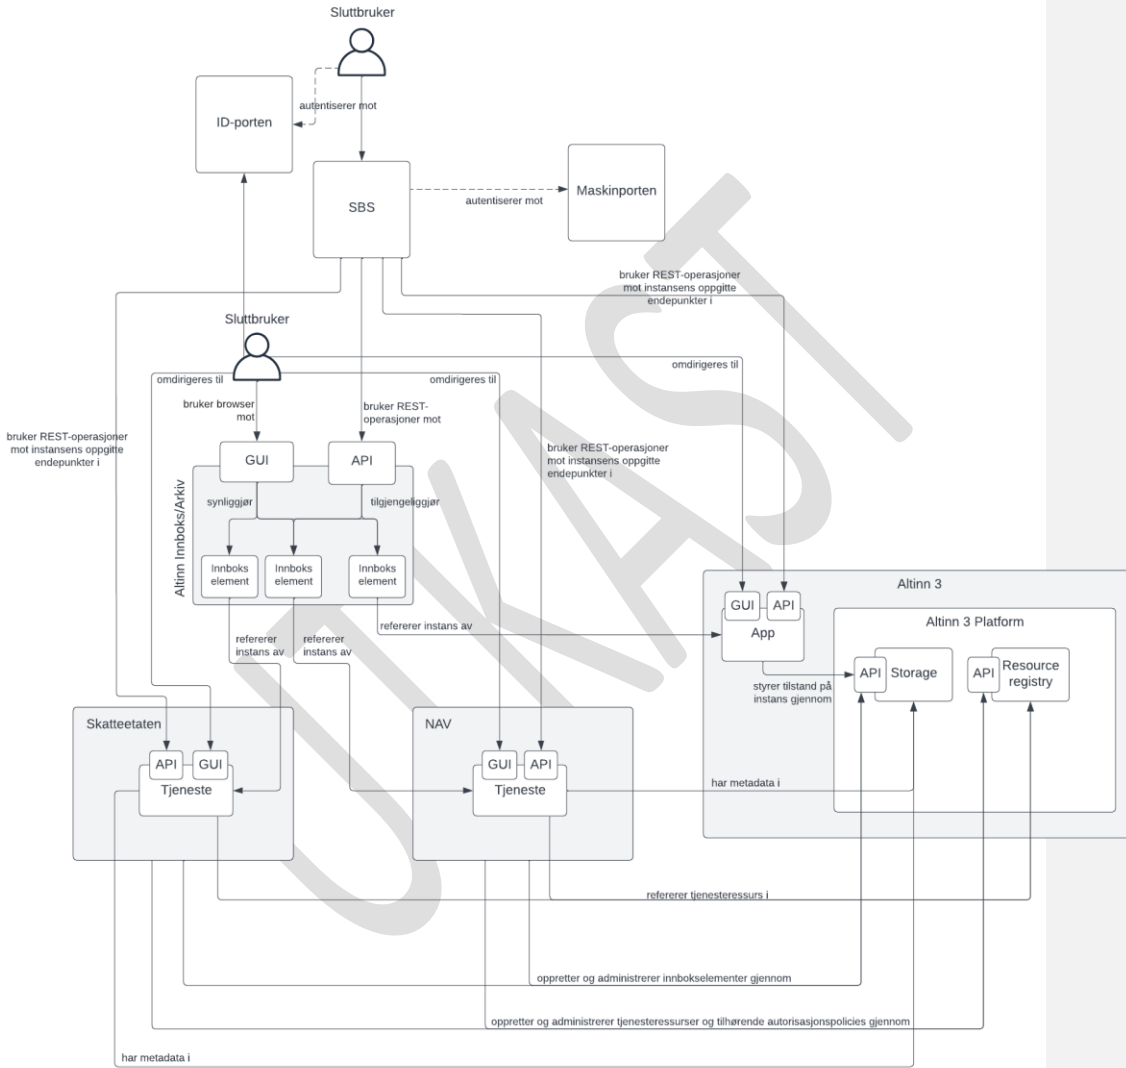 Sluttbruker
autentiserer mot
ID-porten
SBS
Maskinporten
autentiserer mot
bruker REST-operasjoner
mot instansens oppgitte
endepunkter i
Sluttbruker
omdirigeres til
omdirigeres til
omdirigeres til
bruker browser
mot
bruker REST-
operasjoner mot
bruker REST-operasjoner
mot instansens oppgitte
endepunkter i
bruker REST-operasjoner
mot instansens oppgitte
endepunkter i
GUI
API
Altinn Innboks/Arkiv
synliggjør
tilgjengeliggjør
Innboks
element
Innboks
element
Innboks
element
refererer instans av
refererer
instans av
refererer
instans av
Altinn 3
GUI
API
App
Altinn 3 Platform
API
Storage
API
Resource
registry
styrer tilstand på
instans gjennom
Skatteetaten
API
GUI
Tjeneste
NAV
GUI
API
Tjeneste
har metadata i
refererer tjenesteressurs i
oppretter og administrerer innbokselementer gjennom
oppretter og administrerer tjenesteressurser og tilhørende autorisasjonspolicies gjennom
har metadata i
UTKAST